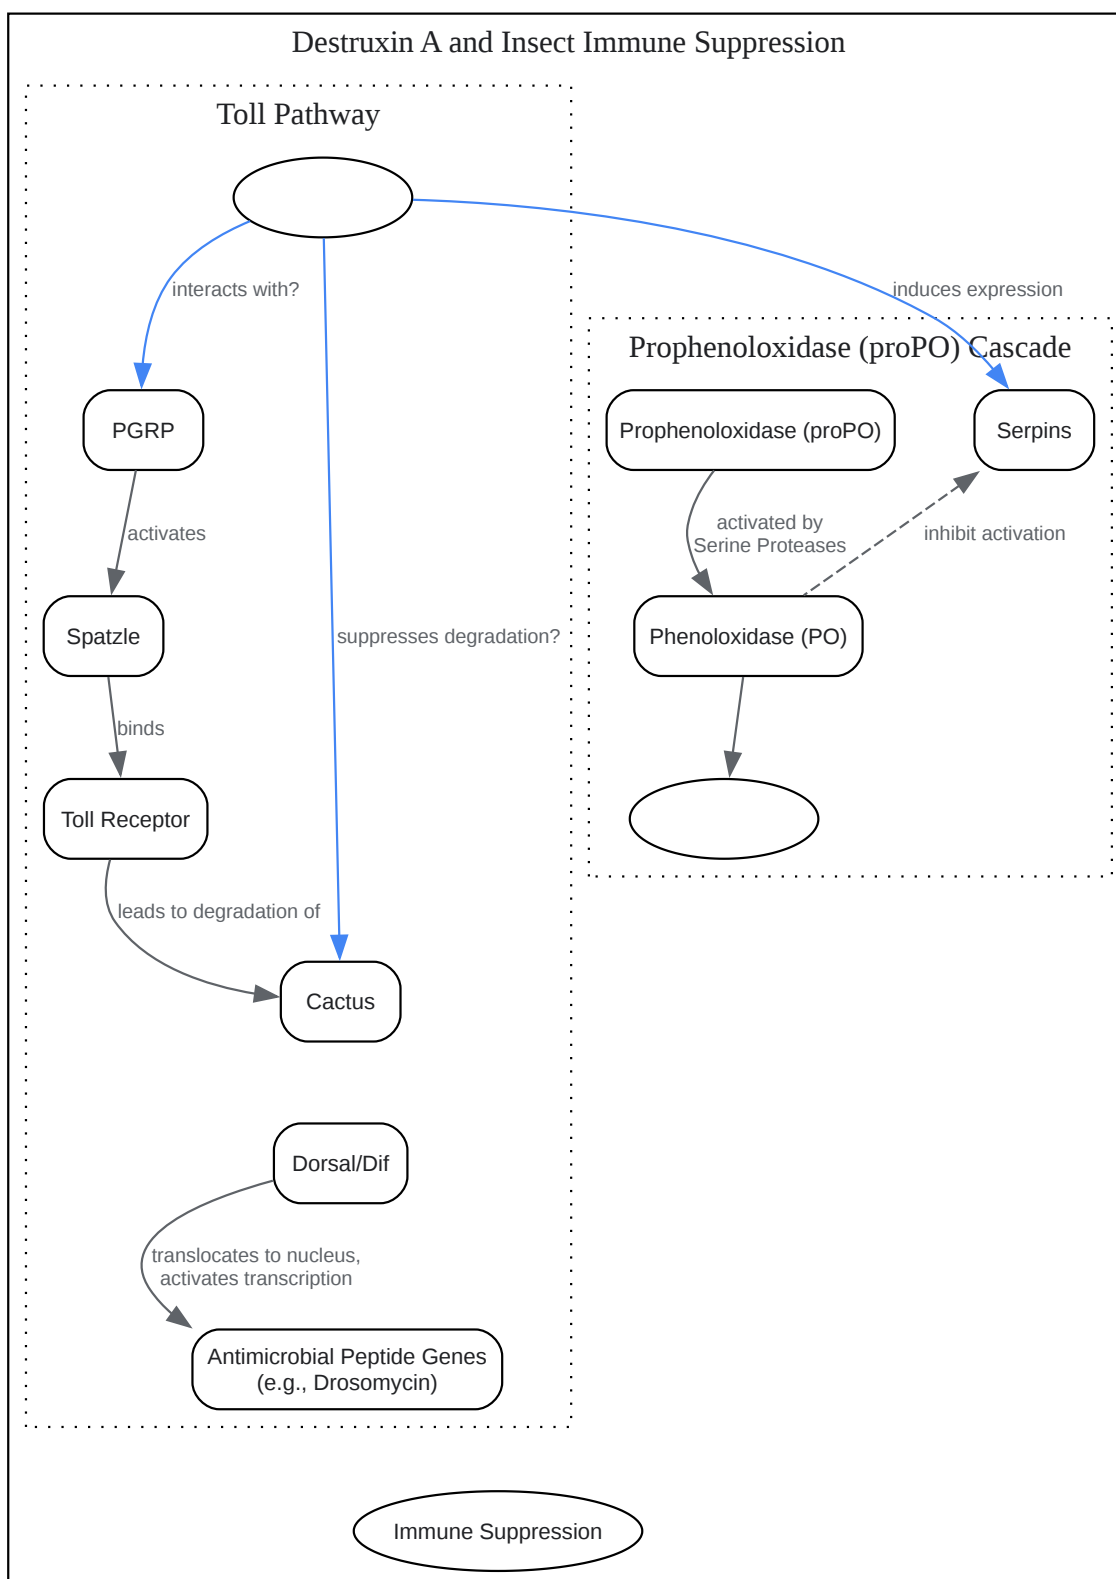 Destruxin A and Insect Immune Suppression
Toll Pathway
interacts with?
induces expression
Prophenoloxidase (proPO) Cascade
PGRP
Prophenoloxidase (proPO)
Serpins
activates
activated by
Serine Proteases
inhibit activation
Spatzle
suppresses degradation?
Phenoloxidase (PO)
binds
Toll Receptor
leads to degradation of
Cactus
Dorsal/Dif
translocates to nucleus,
activates transcription
Antimicrobial Peptide Genes
(e.g., Drosomycin)
Immune Suppression